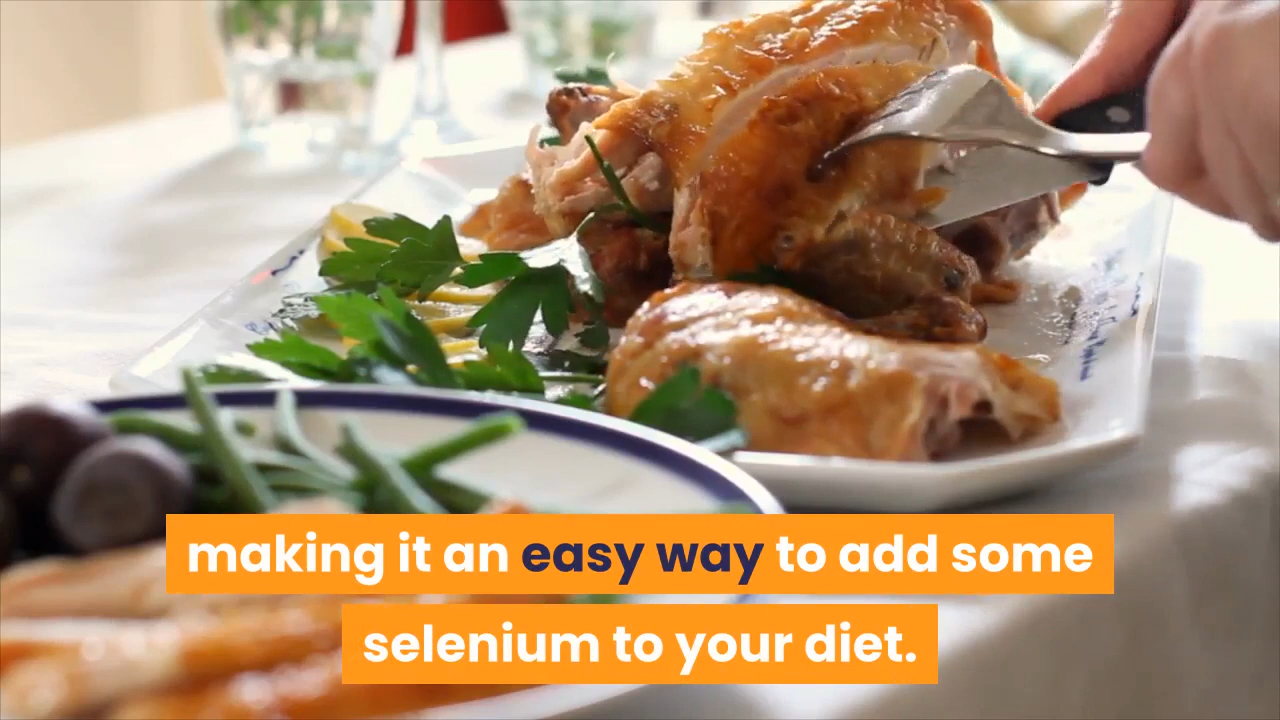 making it an easy way to add some
selenium to your diet.